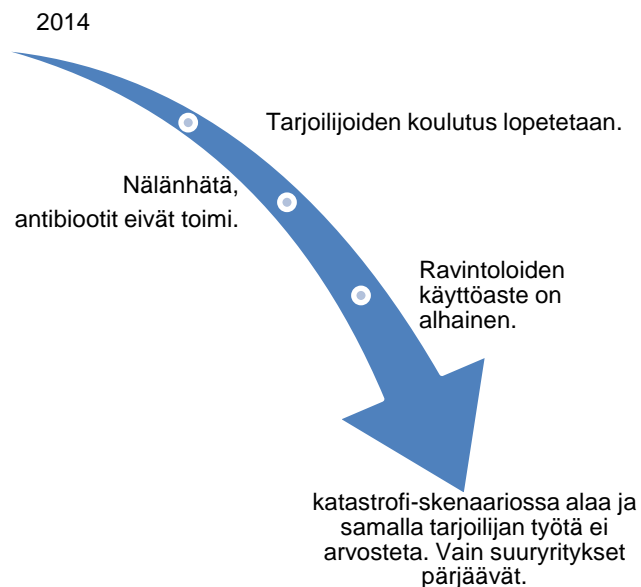 2014
Tarjoilijoiden koulutus lopetetaan.
Nälänhätä,
antibiootit eivät toimi.
Ravintoloiden
käyttöaste on
alhainen.
katastrofi-skenaariossa alaa ja
samalla tarjoilijan työtä ei
arvosteta. Vain suuryritykset
pärjäävät.